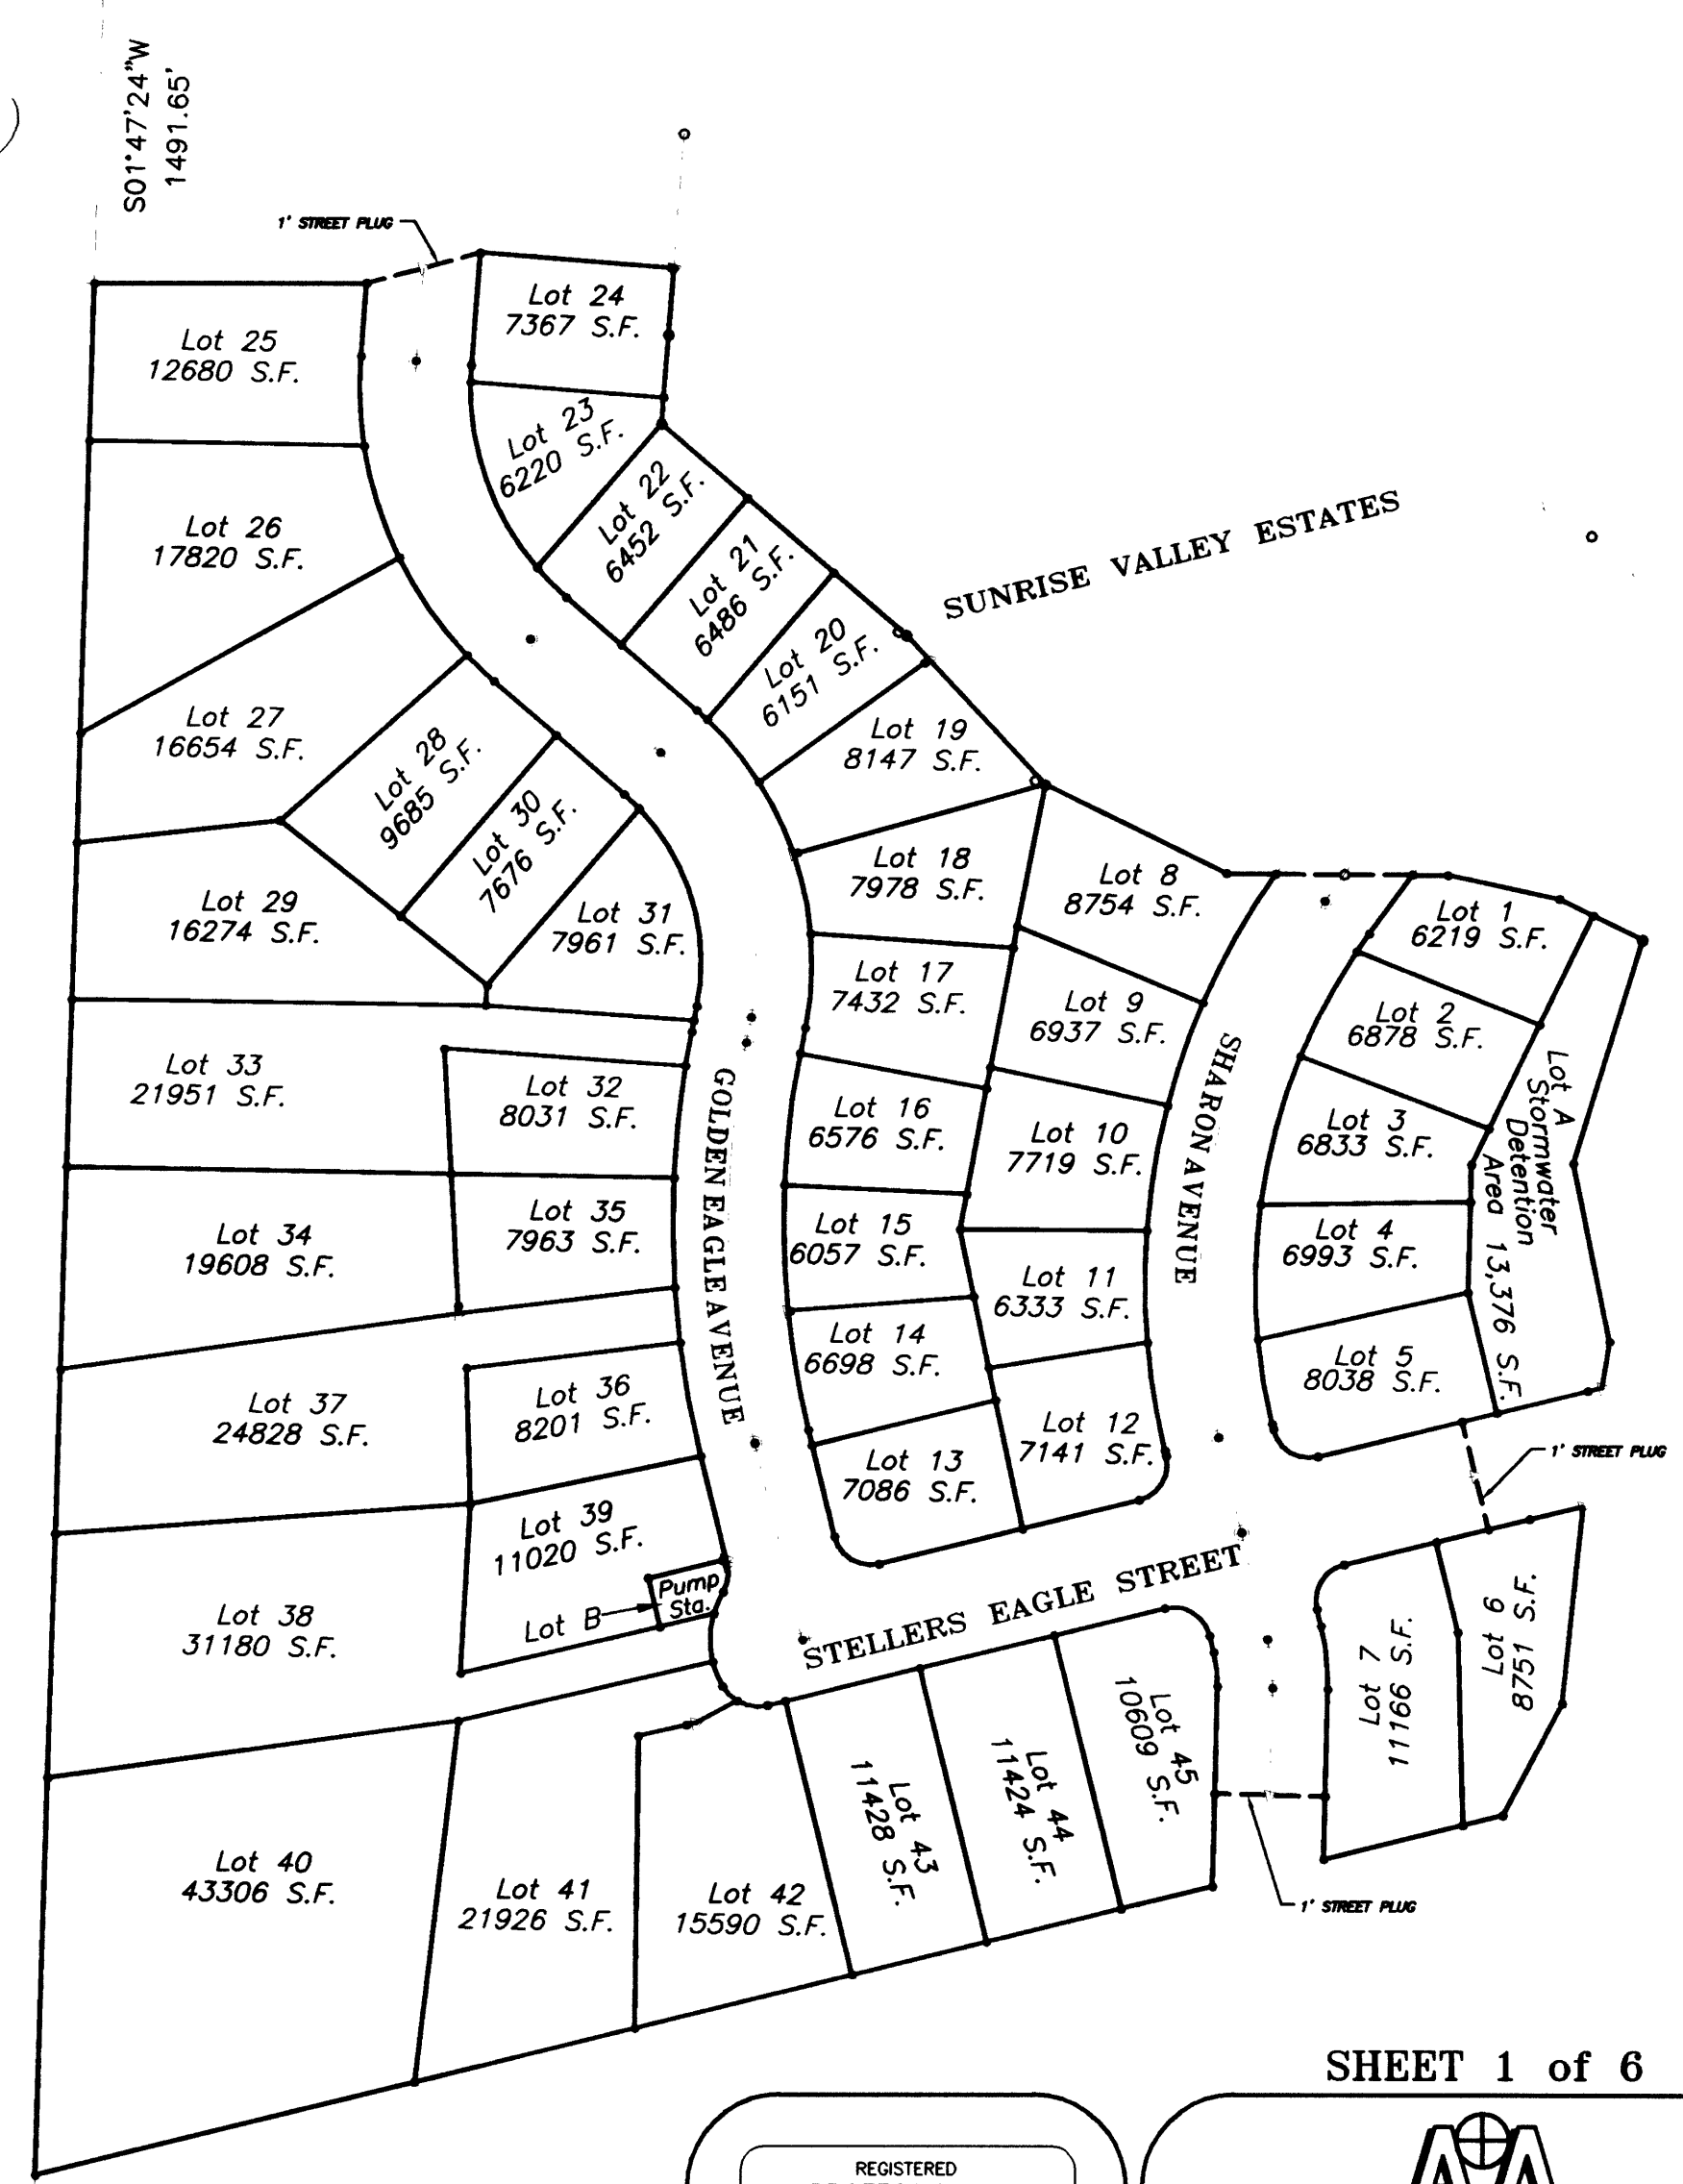 S01°47'24"W
1491.65'
1' STREET PLUG
Lot 24
7367 S.F.
Lot 25
12680 S.F.
Lot 23
6220 S.F.
Lot 22
6452 S.F.
Lot 21
6486 S.F.
Lot 20
6151 S.F.
SUNRISE VALLEY ESTATES
Lot 26
17820 S.F.
Lot 27
16654 S.F.
Lot 28
9685 S.F.
Lot 30
7676 S.F.
Lot 19
8147 S.F.
Lot 18
7978 S.F.
Lot 8
8754 S.F.
Lot 1
6219 S.F.
Lot 29
16274 S.F.
Lot 31
7961 S.F.
Lot 17
7432 S.F.
Lot 9
6937 S.F.
Lot 2
6878 S.F.
Lot A
Stormwater
Detention
Area 13,376 S.F.
Lot 33
21951 S.F.
Lot 32
8031 S.F.
GOLDEN EAGLE AVENUE
Lot 16
6576 S.F.
Lot 10
7719 S.F.
SHARON AVENUE
Lot 3
6833 S.F.
Lot 34
19608 S.F.
Lot 35
7963 S.F.
Lot 15
6057 S.F.
Lot 11
6333 S.F.
Lot 4
6993 S.F.
Lot 14
6698 S.F.
Lot 5
8038 S.F.
Lot 37
24828 S.F.
Lot 36
8201 S.F.
Lot 12
7141 S.F.
Lot 13
7086 S.F.
1' STREET PLUG
Lot 39
11020 S.F.
Pump
Sta.
Lot B
STELLERS EAGLE STREET
Lot 38
31180 S.F.
Lot 7
11166 S.F.
Lot 6
8751 S.F.
Lot 45
10609 S.F.
Lot 44
11424 S.F.
Lot 43
11428 S.F.
Lot 40
43306 S.F.
Lot 41
21926 S.F.
Lot 42
15590 S.F.
1' STREET PLUG
SHEET 1 of 6
REGISTERED